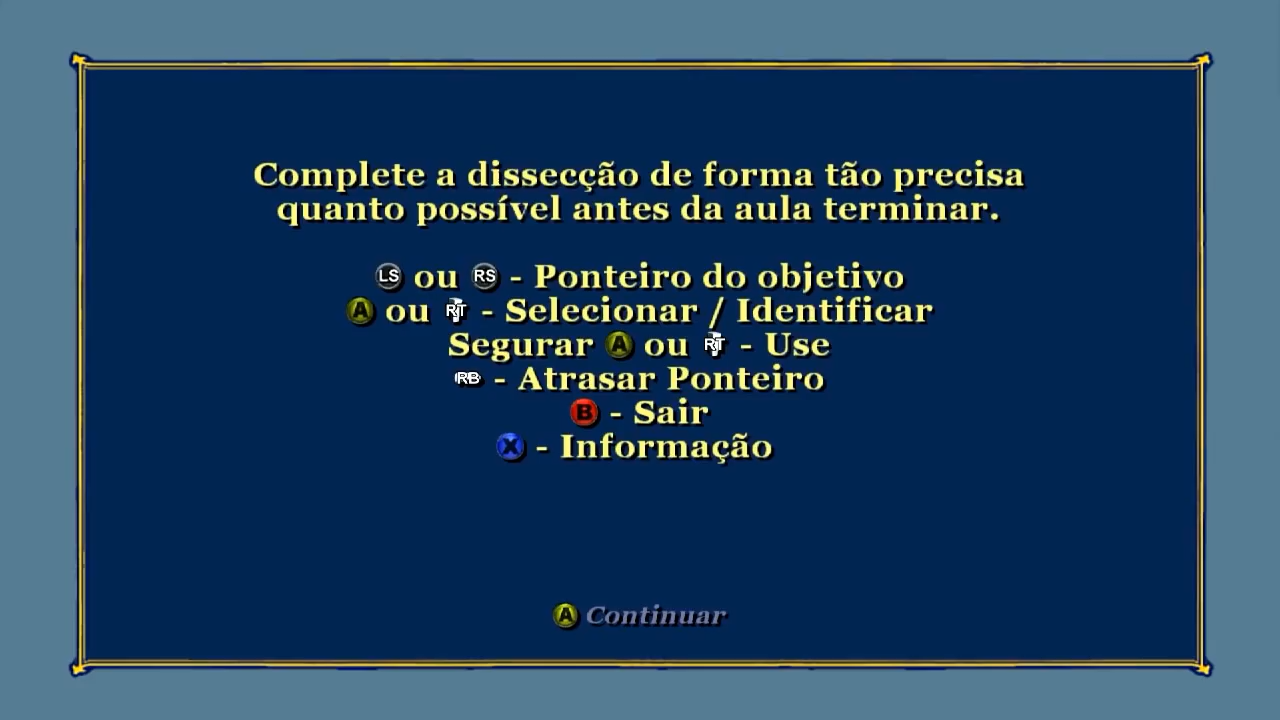 Complete a dissecção de forma tão precisa
quanto possível antes da aula terminar.
LS ou RS - Ponteiro do objetivo
A ou RT - Selecionar / Identificar
Segurar A ou RT - Use
RB - Atrasar Ponteiro
B - Sair
X - Informação
A Continuar